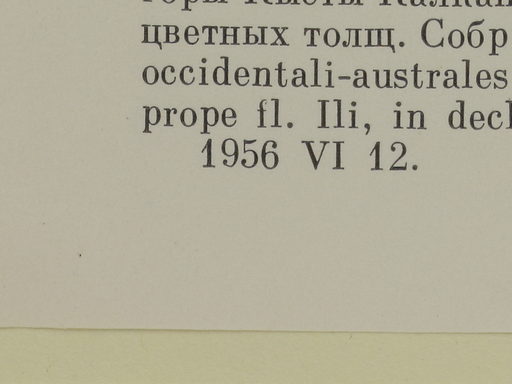 цветных толщ. Собр
occidentali-australes
prope fl. Ili, in decl
1956 VI 12.